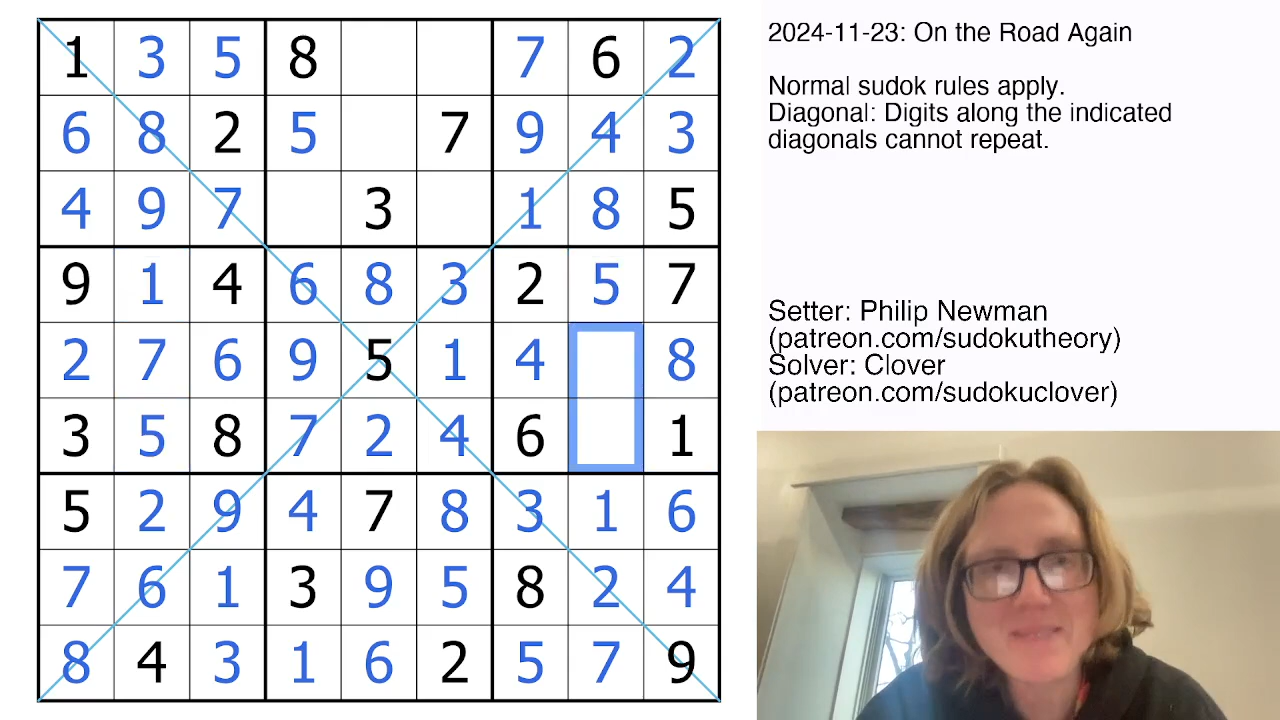 1 3 5 8 7 6 2
6 8 2 5 7 9 4 3
4 9 7 3 1 8 5
9 1 4 6 8 3 2 5 7
2 7 6 9 5 1 4 8
3 5 8 7 2 4 6 1
5 2 9 4 7 8 3 1 6
7 6 1 3 9 5 8 2 4
8 4 3 1 6 2 5 7 9
2024-11-23: On the Road Again
Normal sudok rules apply.
Diagonal: Digits along the indicated
diagonals cannot repeat.
Setter: Philip Newman
(patreon.com/sudokutheory)
Solver: Clover
(patreon.com/sudokuclover)